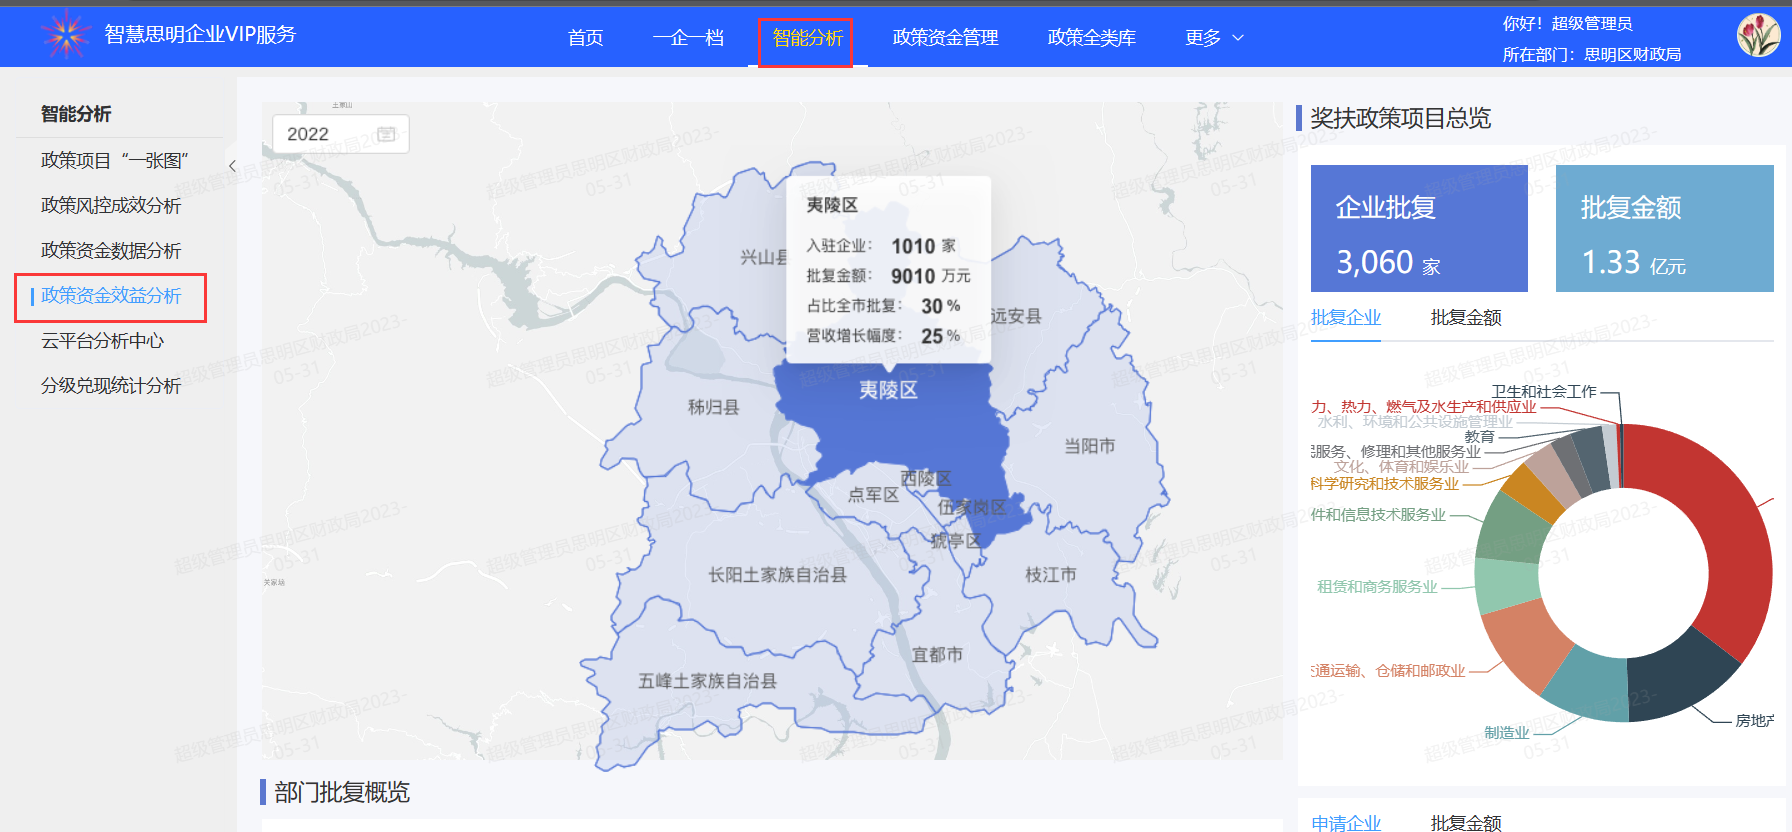 智慧思明企业VIP服务
首页
一企一档
智能分析
政策资金管理
政策全类库
更多
你好！超级管理员
所在部门：思明区财政局
智能分析
政策项目“一张图”
政策风控成效分析
政策资金数据分析
政策资金效益分析
云平台分析中心
分级兑现统计分析
2022
王家山
关家垴
兴山县
远安县
秭归县
夷陵区
当阳市
西陵区
点军区
伍家岗区
猇亭区
长阳土家族自治县
枝江市
宜都市
五峰土家族自治县
夷陵区
入驻企业： 1010 家
批复金额： 9010 万元
占比全市批复： 30 %
营收增长幅度： 25 %
部门批复概览
奖扶政策项目总览
企业批复
3,060 家
批复金额
1.33 亿元
批复企业
批复金额
卫生和社会工作
力、热力、燃气及水生产和供应业
水利、环境和公共设施管理业
教育
服务、修理和其他服务业
文化、体育和娱乐业
科学研究和技术服务业
件和信息技术服务业
租赁和商务服务业
通运输、仓储和邮政业
制造业
房地产
申请企业
批复金额
超级管理员思明区财政局2023-
05-31